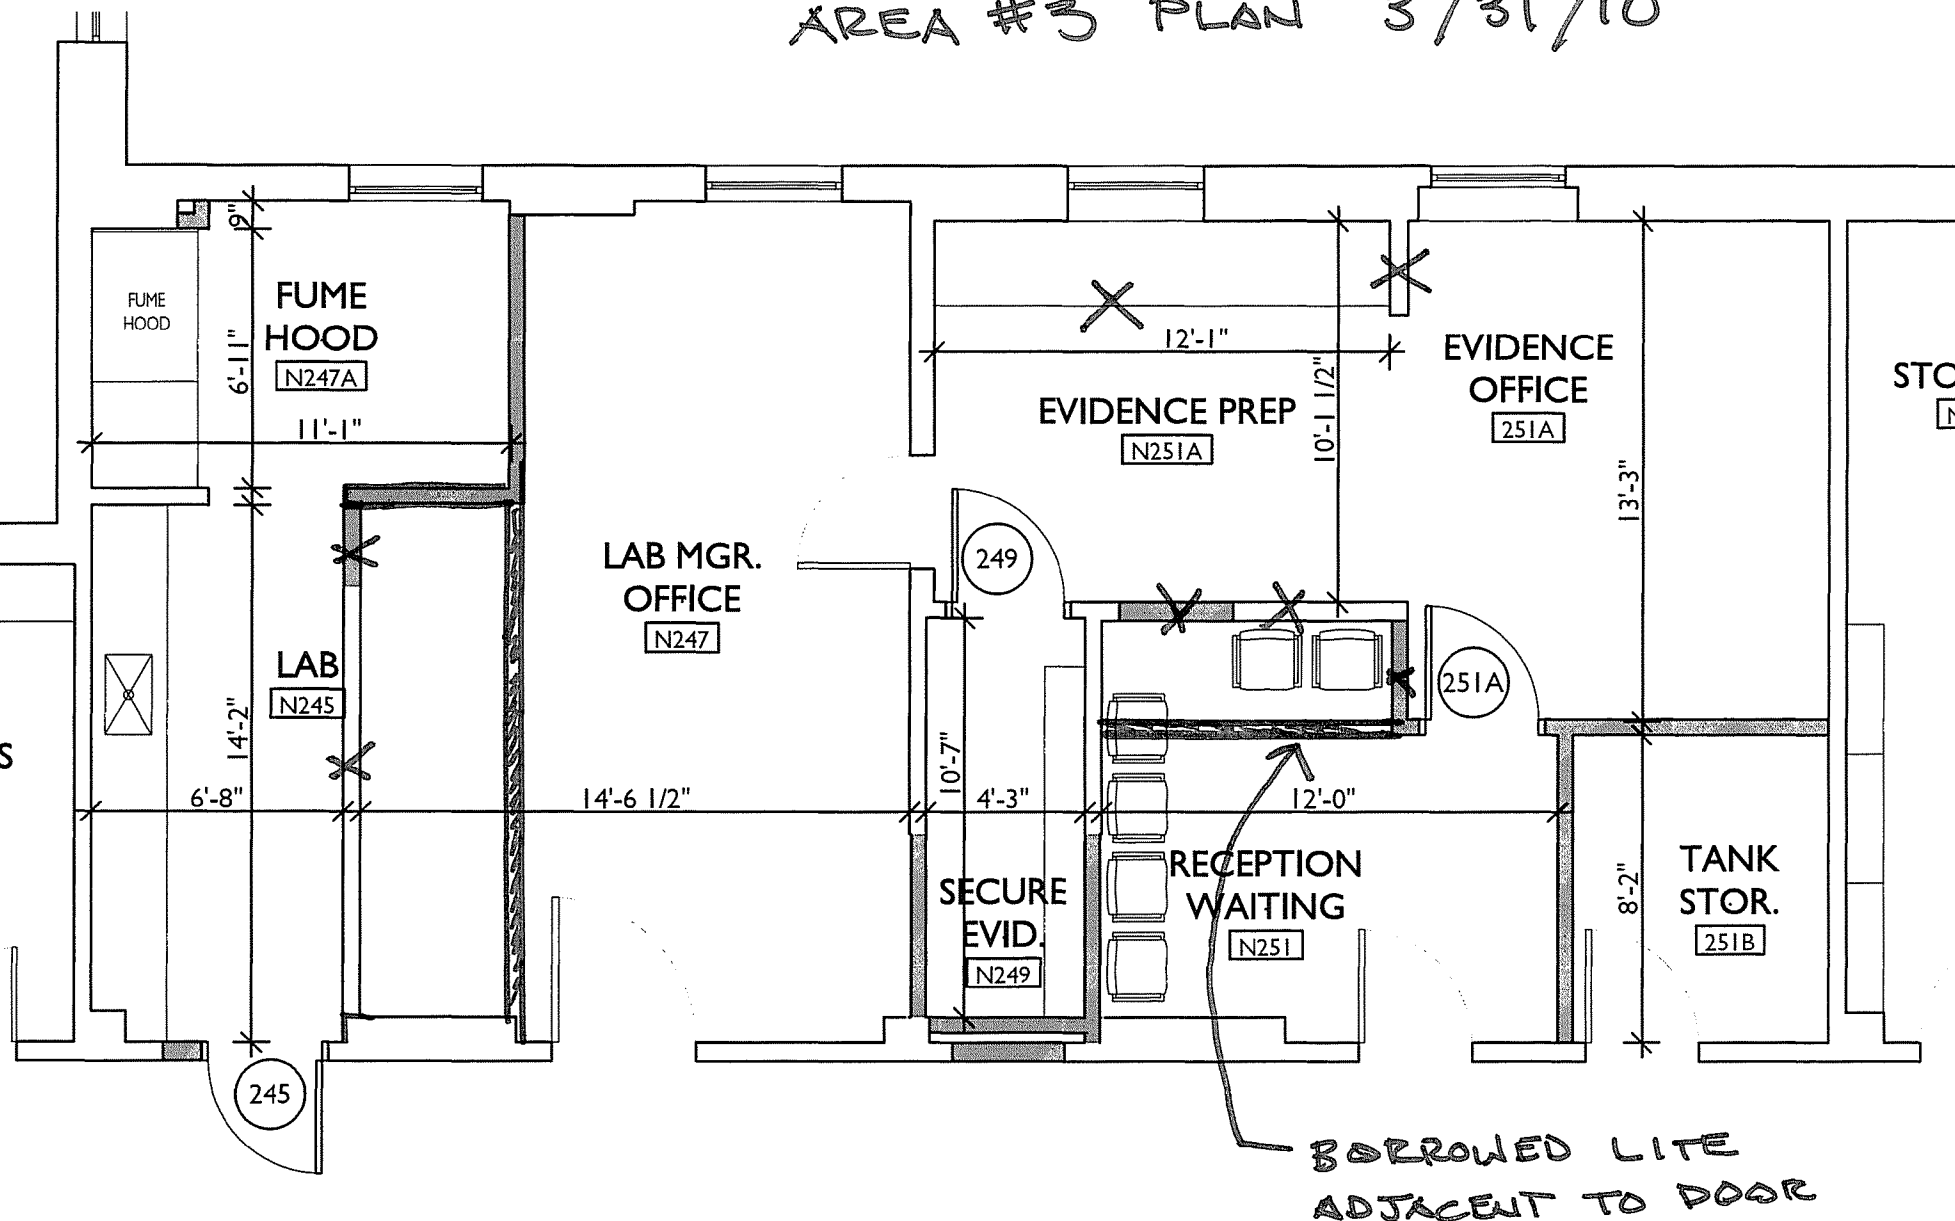 AREA #3 PLAN 3/31/10
9"
FUME
HOOD
FUME
HOOD
N247A
6'-11"
11'-1"
12'-1"
10'-1 1/2"
EVIDENCE
OFFICE
251A
EVIDENCE PREP
N251A
13'-3"
STO
N
LAB MGR.
OFFICE
N247
249
LAB
N245
14'-2"
251A
S
10'-7"
6'-8"
14'-6 1/2"
4'-3"
12'-0"
SECURE
EVID.
N249
RECEPTION
WAITING
N251
TANK
STOR.
251B
8'-2"
245
BORROWED LITE
ADJACENT TO DOOR